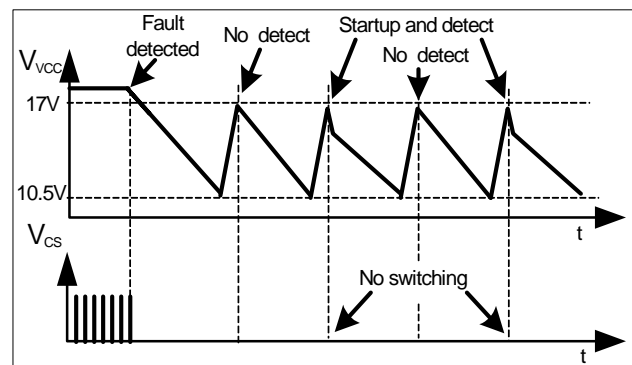 Fault
detected
No detect
Startup and detect
No detect
VVCC
17V
10.5V
t
VCS
No switching
t